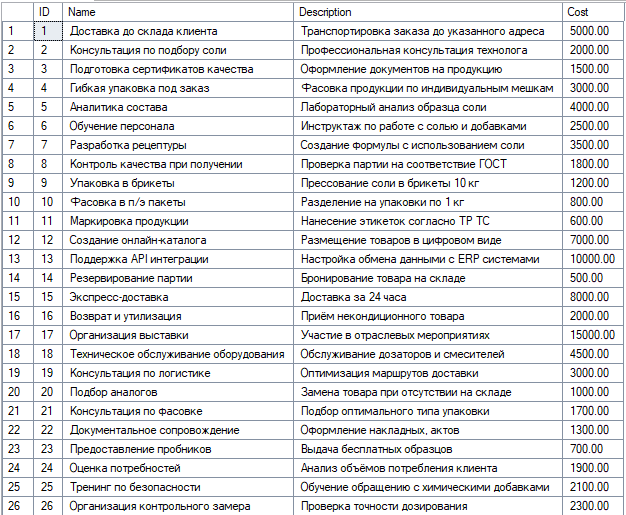 ID Name Description Cost
1 1 Доставка до склада клиента Транспортировка заказа до указанного адреса 5000.00
2 2 Консультация по подбору соли Профессиональная консультация технолога 2000.00
3 3 Подготовка сертификатов качества Оформление документов на продукцию 1500.00
4 4 Гибкая упаковка под заказ Фасовка продукции по индивидуальным мешкам 3000.00
5 5 Аналитика состава Лабораторный анализ образца соли 4000.00
6 6 Обучение персонала Инструктаж по работе с солью и добавками 2500.00
7 7 Разработка рецептуры Создание формулы с использованием соли 3500.00
8 8 Контроль качества при получении Проверка партии на соответствие ГОСТ 1800.00
9 9 Упаковка в брикеты Прессование соли в брикеты 10 кг 1200.00
10 10 Фасовка в п/э пакеты Разделение на упаковки по 1 кг 800.00
11 11 Маркировка продукции Нанесение этикеток согласно ТР ТС 600.00
12 12 Создание онлайн-каталога Размещение товаров в цифровом виде 7000.00
13 13 Поддержка API интеграции Настройка обмена данными с ERP системами 10000.00
14 14 Резервирование партии Бронирование товара на складе 500.00
15 15 Экспресс-доставка Доставка за 24 часа 8000.00
16 16 Возврат и утилизация Приём некондиционного товара 2000.00
17 17 Организация выставки Участие в отраслевых мероприятиях 15000.00
18 18 Техническое обслуживание оборудования Обслуживание дозаторов и смесителей 4500.00
19 19 Консультация по логистике Оптимизация маршрутов доставки 3000.00
20 20 Подбор аналогов Замена товара при отсутствии на складе 1000.00
21 21 Консультация по фасовке Подбор оптимального типа упаковки 1700.00
22 22 Документальное сопровождение Оформление накладных, актов 1300.00
23 23 Предоставление пробников Выдача бесплатных образцов 700.00
24 24 Оценка потребностей Анализ объёмов потребления клиента 1900.00
25 25 Тренинг по безопасности Обучение обращению с химическими добавками 2100.00
26 26 Организация контрольного замера Проверка точности дозирования 2300.00